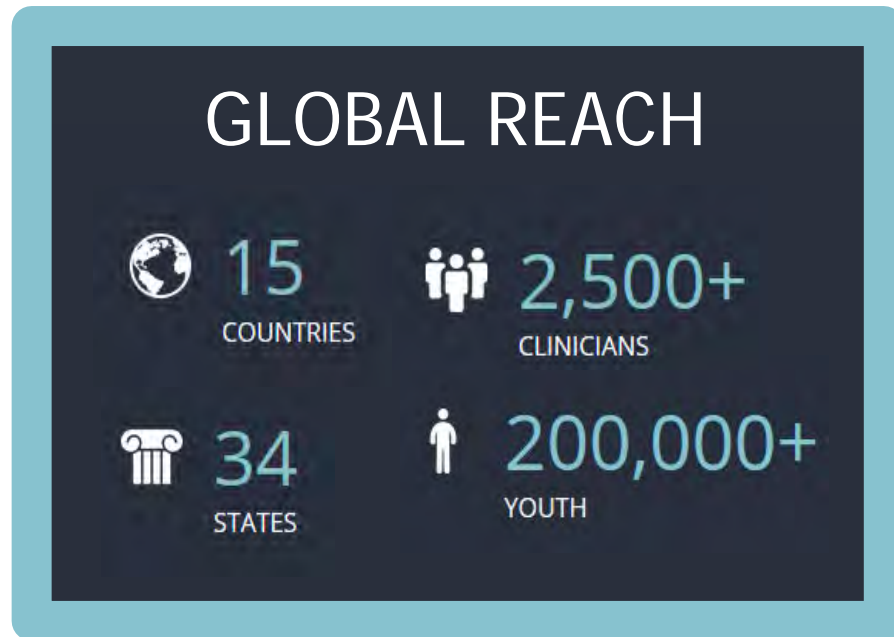 GLOBAL REACH
15
COUNTRIES
2,500+
CLINICIANS
34
STATES
200,000+
YOUTH